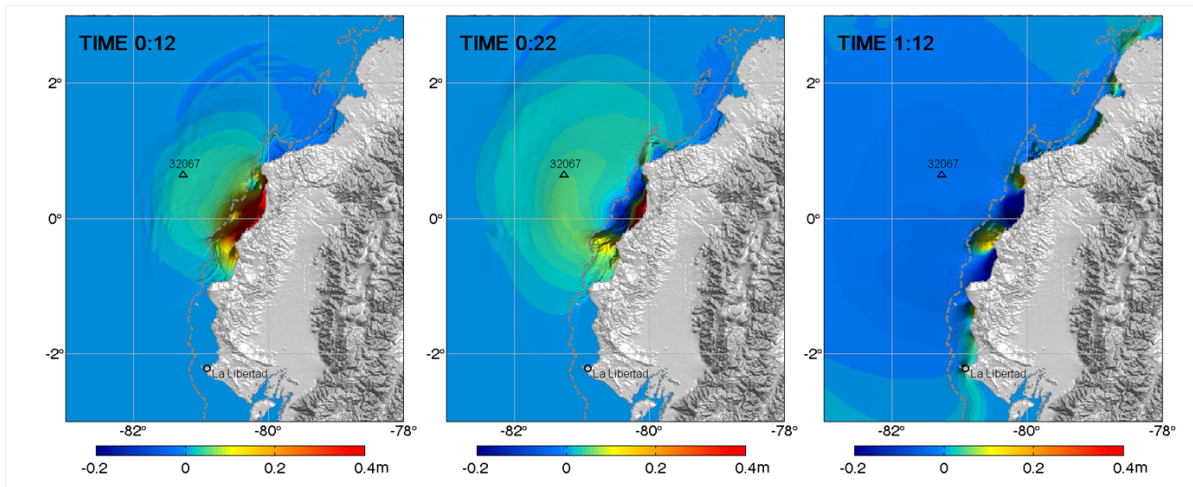 TIME 0:12
TIME 0:22
TIME 1:12
2°
2°
2°
32067
32067
32067
0°
0°
0°
-2°
-2°
-2°
La Libertad
La Libertad
La Libertad
-82 -80 -78
-82 -80 -78°
-82 -80 -78°
-0.2 0 0.2 0.4m
-0.2 0 0.2 0.4m
-0.2 0 0.2 0.4m